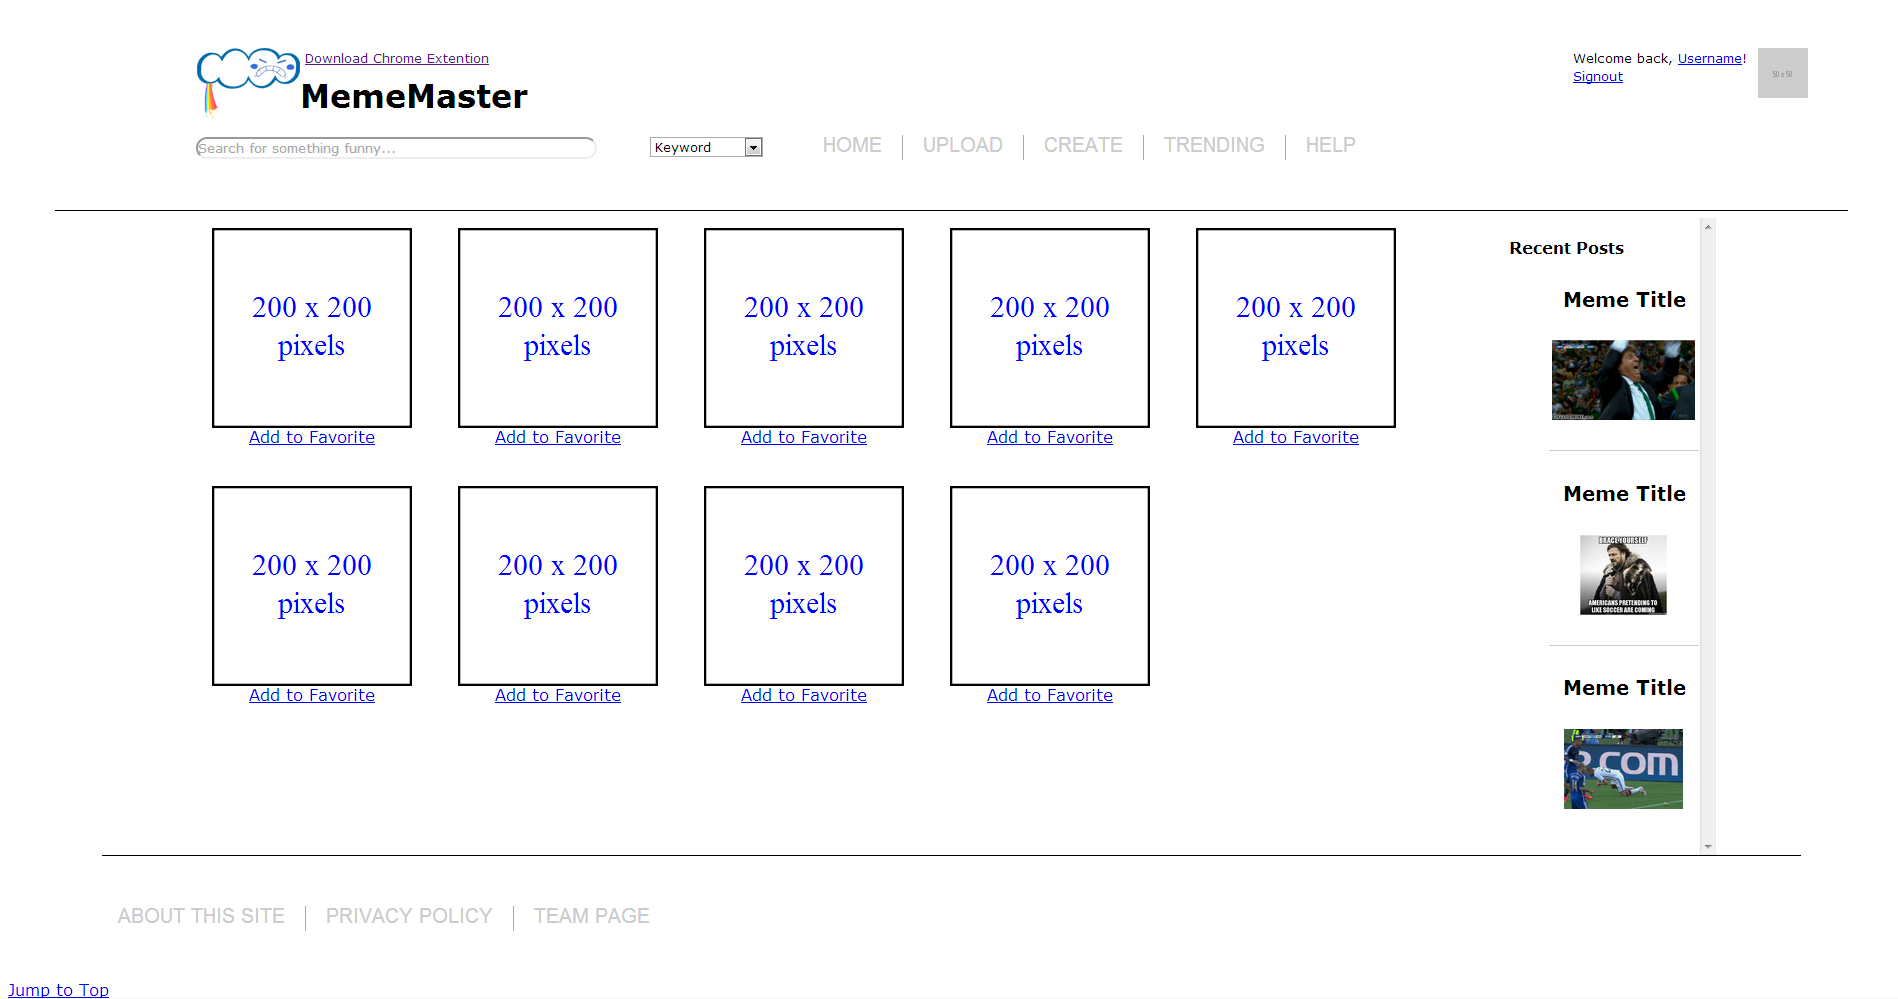 Download Chrome Extention
MemeMaster
Welcome back, Username!
Signout
50 x 50
Search for something funny...
Keyword
HOME
UPLOAD
CREATE
TRENDING
HELP
200 x 200
pixels
Add to Favorite
200 x 200
pixels
Add to Favorite
200 x 200
pixels
Add to Favorite
200 x 200
pixels
Add to Favorite
200 x 200
pixels
Add to Favorite
200 x 200
pixels
Add to Favorite
200 x 200
pixels
Add to Favorite
200 x 200
pixels
Add to Favorite
200 x 200
pixels
Add to Favorite
Recent Posts
Meme Title
Meme Title
BRACE YOURSELF
AMERICANS PRETENDING TO
LIKE SOCCER ARE COMING
Meme Title
P.COM
ABOUT THIS SITE
PRIVACY POLICY
TEAM PAGE
Jump to Top